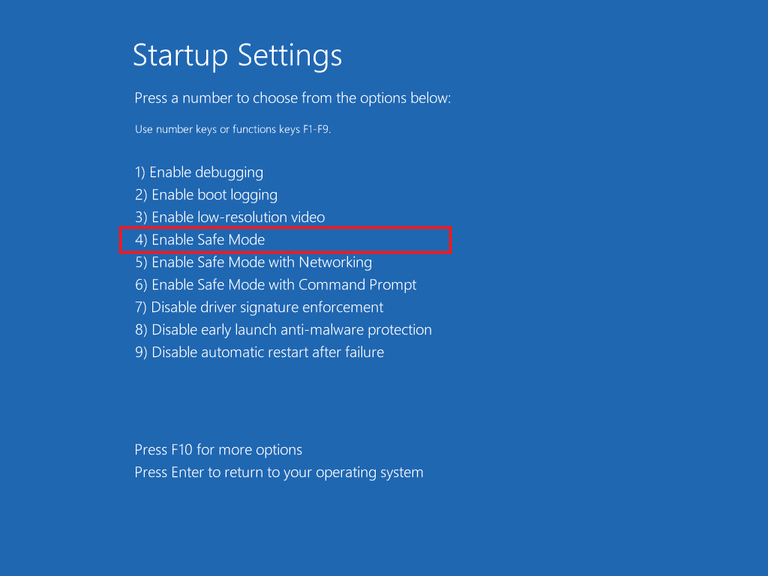 Startup Settings
Press a number to choose from the options below:
Use number keys or functions keys F1-F9.
1) Enable debugging
2) Enable boot logging
3) Enable low-resolution video
4) Enable Safe Mode
5) Enable Safe Mode with Networking
6) Enable Safe Mode with Command Prompt
7) Disable driver signature enforcement
8) Disable early launch anti-malware protection
9) Disable automatic restart after failure
Press F10 for more options
Press Enter to return to your operating system